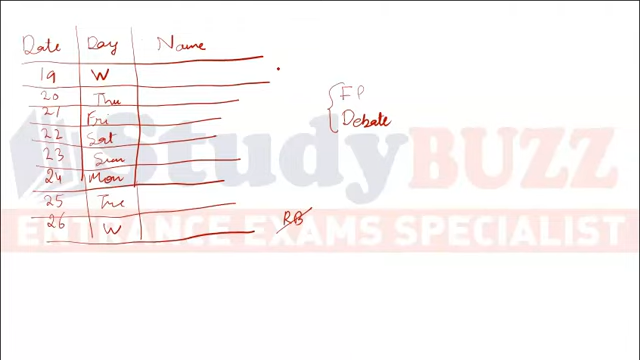 Date Day Name
19 W
20 Thu
21 Fri
22 Sat
23 Sun
24 Mon
25 Tue
26 W
FP
Debate
RB
StudyBUZZ
ENTRANCE EXAMS SPECIALIST